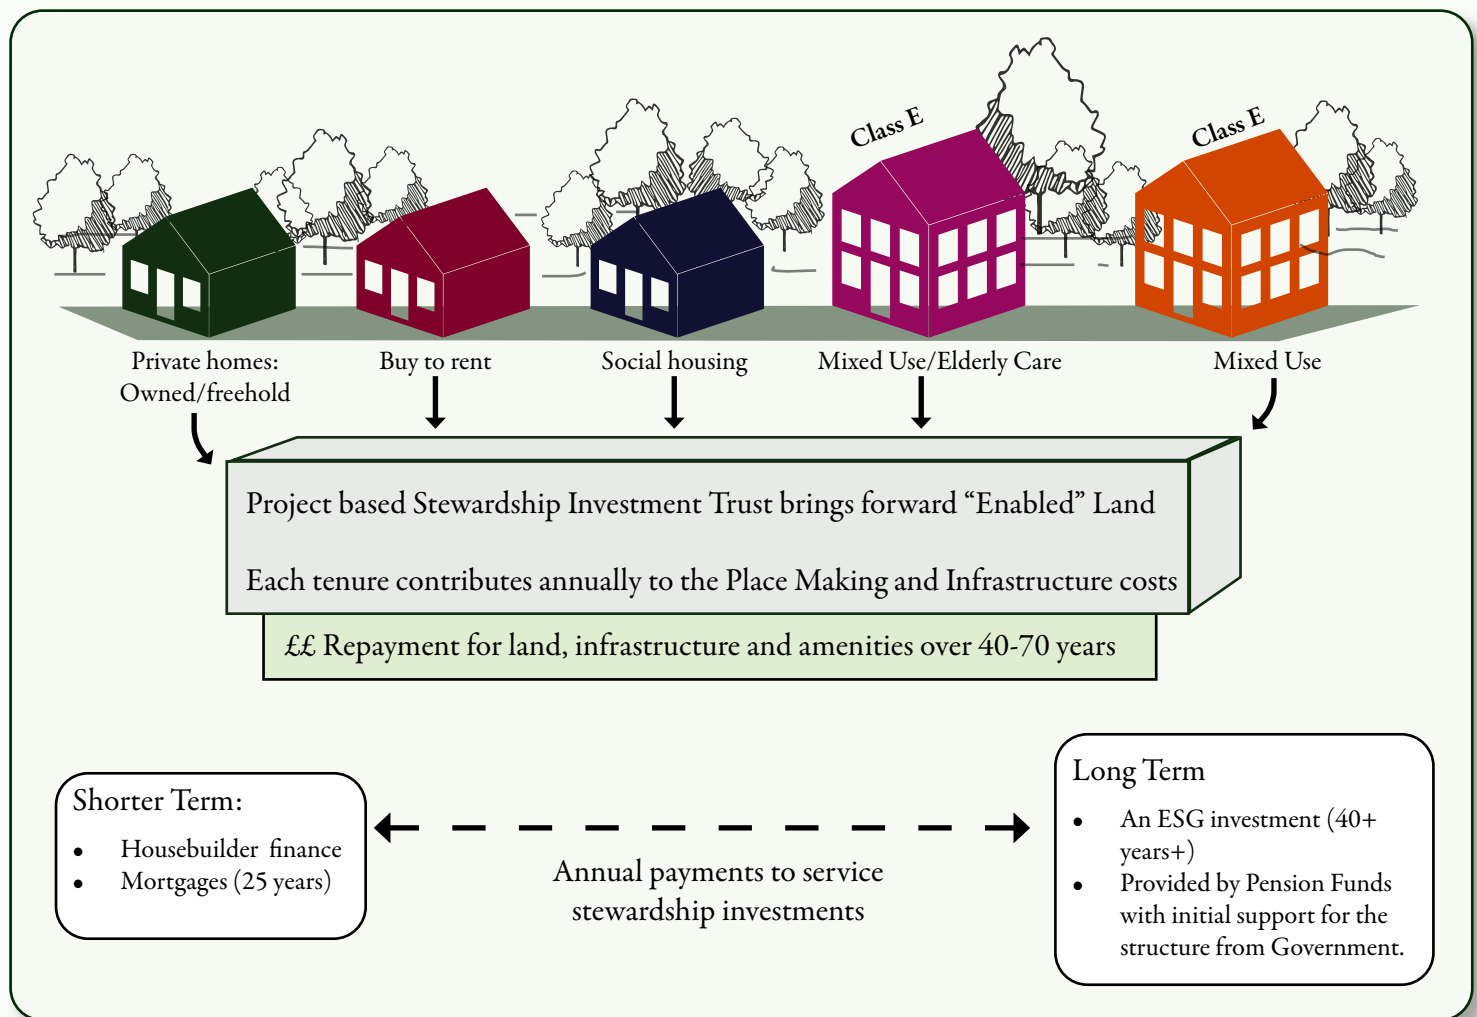 Class E
Class E
Private homes:
Owned/freehold
Buy to rent
Social housing
Mixed Use/Elderly Care
Mixed Use
Project based Stewardship Investment Trust brings forward “Enabled” Land
Each tenure contributes annually to the Place Making and Infrastructure costs
££ Repayment for land, infrastructure and amenities over 40-70 years
Shorter Term:
• Housebuilder finance
• Mortgages (25 years)
Annual payments to service
stewardship investments
Long Term
• An ESG investment (40+
years+)
• Provided by Pension Funds
with initial support for the
structure from Government.